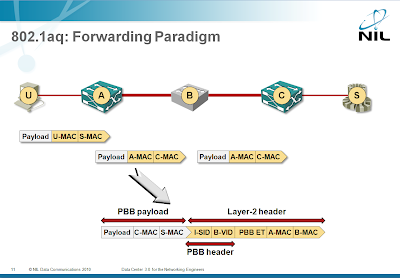 802.1aq: Forwarding Paradigm
NIL
U A B C S
Payload U-MAC S-MAC
Payload A-MAC C-MAC Payload A-MAC C-MAC
PBB payload Layer-2 header
Payload C-MAC S-MAC I-SID B-VID PBB ET A-MAC B-MAC
PBB header
11 © NIL Data Communications 2010 Data Center 3.0 for Networking Engineers